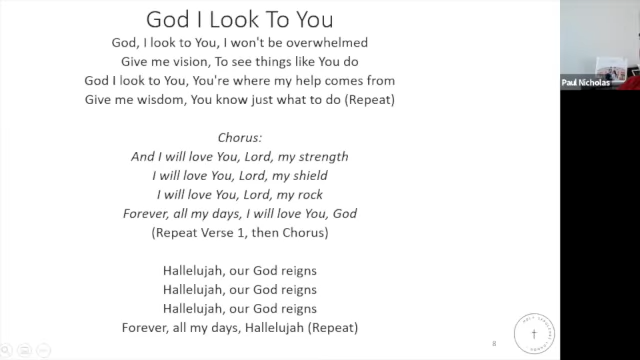 God I Look To You
God, I look to You, I won't be overwhelmed
Give me vision, To see things like You do
God I look to You, You're where my help comes from
Give me wisdom, You know just what to do (Repeat)
Chorus:
And I will love You, Lord, my strength
I will love You, Lord, my shield
I will love You, Lord, my rock
Forever, all my days, I will love You, God
(Repeat Verse 1, then Chorus)
Hallelujah, our God reigns
Hallelujah, our God reigns
Hallelujah, our God reigns
Forever, all my days, Hallelujah (Repeat)
8
Paul Nicholas